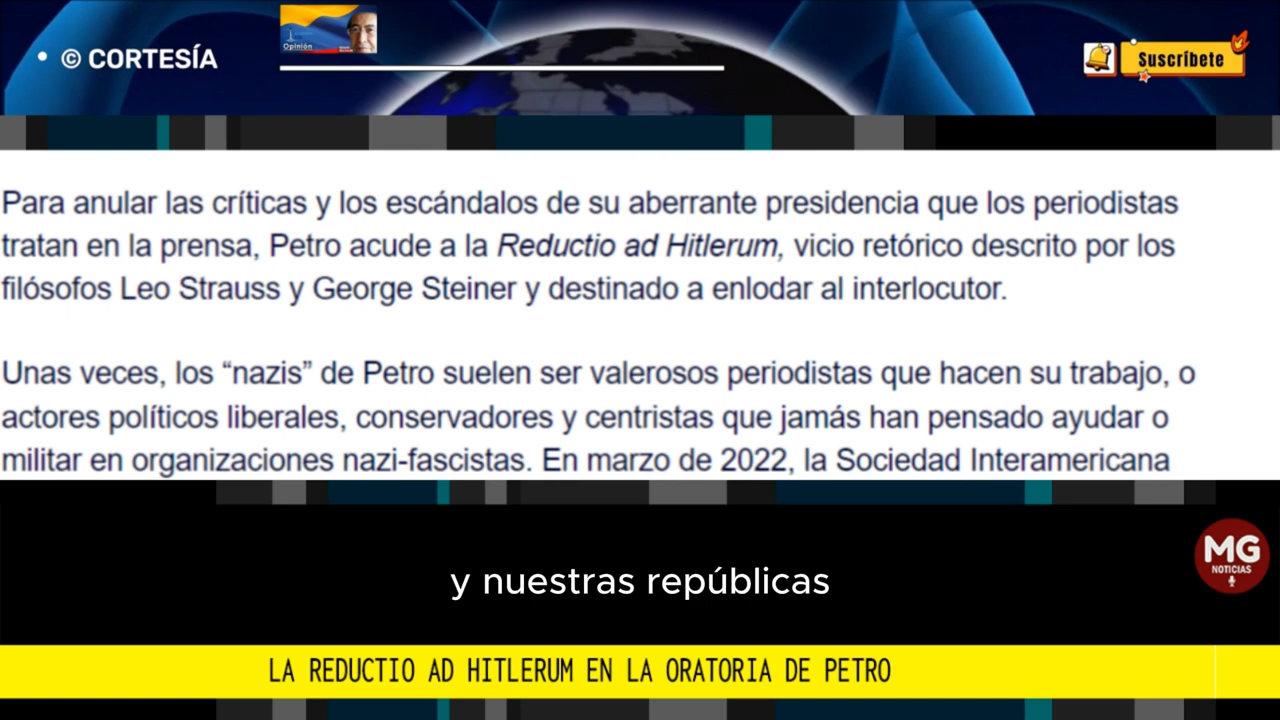 © CORTESÍA
Opinión
Suscríbete
Para anular las críticas y los escándalos de su aberrante presidencia que los periodistas
tratan en la prensa, Petro acude a la Reductio ad Hitlerum, vicio retórico descrito por los
filósofos Leo Strauss y George Steiner y destinado a enlodar al interlocutor.
Unas veces, los “nazis” de Petro suelen ser valerosos periodistas que hacen su trabajo, o
actores políticos liberales, conservadores y centristas que jamás han pensado ayudar o
militar en organizaciones nazi-fascistas. En marzo de 2022, la Sociedad Interamericana
MG
NOTICIAS
y nuestras repúblicas
LA REDUCTIO AD HITLERUM EN LA ORATORIA DE PETRO